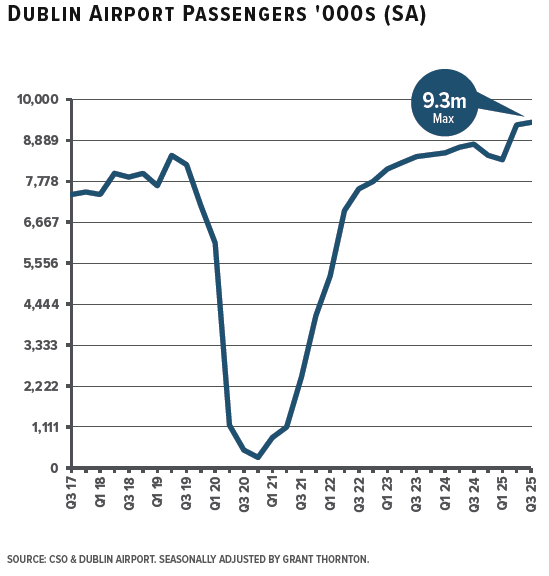 DUBLIN AIRPORT PASSENGERS '000S (SA)
9.3m
Max
10,000
8,889
7,778
6,667
5,556
4,444
3,333
2,222
1,111
0
Q3 17
Q1 18
Q3 18
Q1 19
Q3 19
Q1 20
Q3 20
Q1 21
Q3 21
Q1 22
Q3 22
Q1 23
Q3 23
Q1 24
Q3 24
Q1 25
Q3 25
SOURCE: CSO & DUBLIN AIRPORT. SEASONALLY ADJUSTED BY GRANT THORNTON.